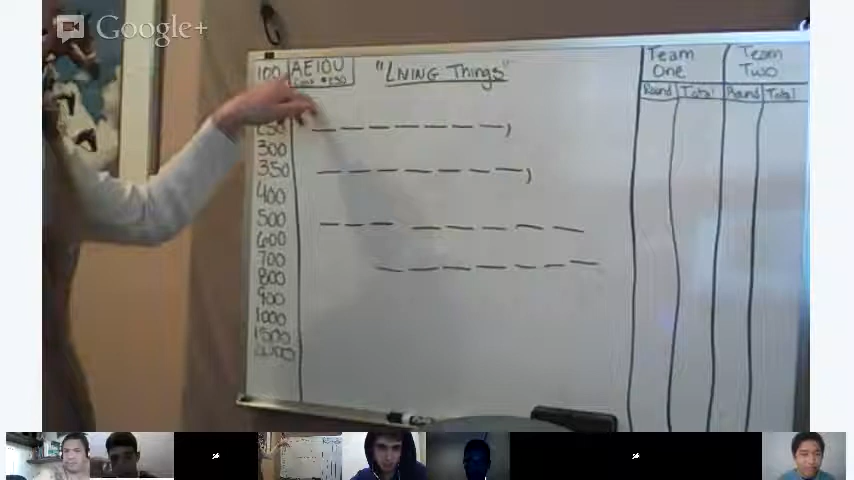 Google+
100
AEIOU
Cost $250
"LIVING Things"
Team One
Team Two
Round
Total
Round
Total
250
300
350
400
500
600
700
800
900
1000
1500
2000